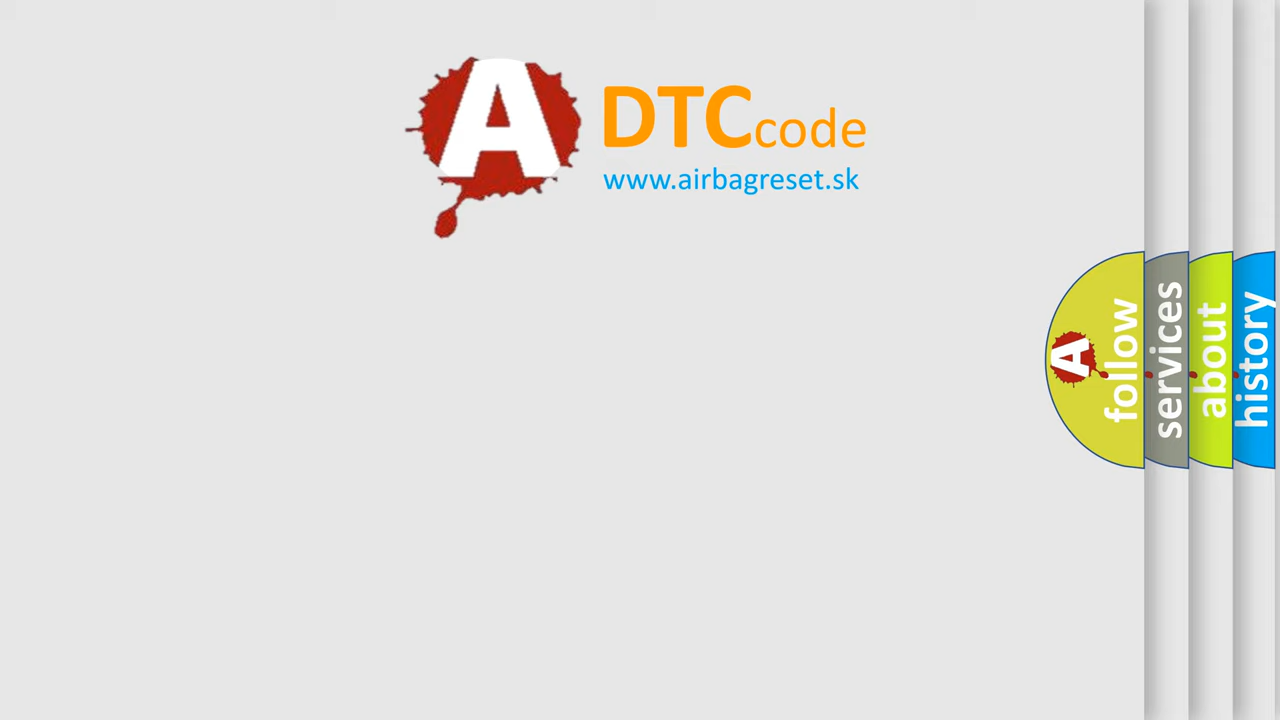 A
DTCcode
www.airbagreset.sk
A
follow
services
about
history